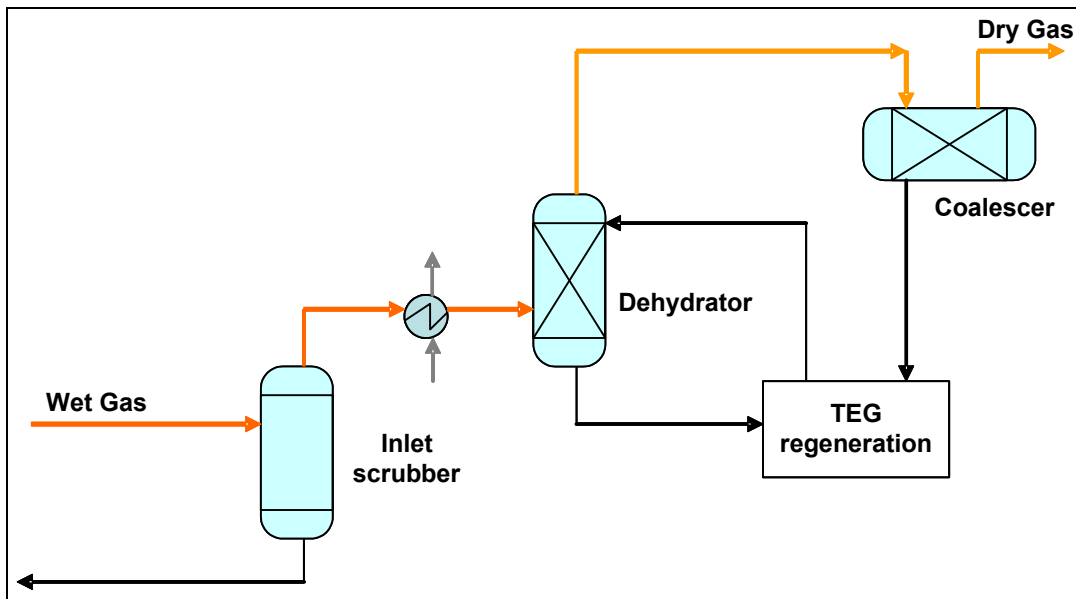 Dry Gas
Coalescer
Dehydrator
Wet Gas
Inlet
scrubber
TEG
regeneration